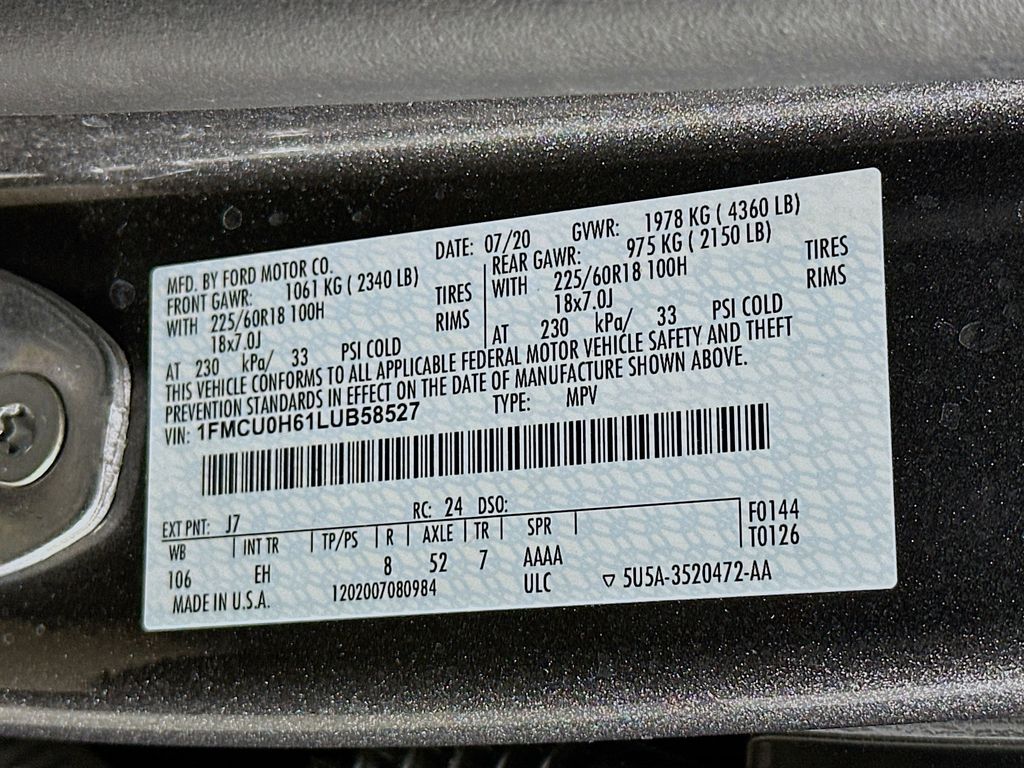 MFD. BY FORD MOTOR CO.
DATE: 07/20 GVWR: 1978 KG ( 4360 LB)
FRONT GAWR: 1061 KG ( 2340 LB)
WITH 225/60R18 100H TIRES
18x7.0J RIMS
AT 230 kPa/ 33 PSI COLD
REAR GAWR: 975 KG ( 2150 LB)
WITH 225/60R18 100H TIRES
18x7.0J RIMS
AT 230 kPa/ 33 PSI COLD
THIS VEHICLE CONFORMS TO ALL APPLICABLE FEDERAL MOTOR VEHICLE SAFETY AND THEFT
PREVENTION STANDARDS IN EFFECT ON THE DATE OF MANUFACTURE SHOWN ABOVE.
VIN: 1FMCU0H61LUB58527 TYPE: MPV
EXT PNT: J7 RC: 24 DSO:
WB INT TR TP/PS R AXLE TR SPR F0144
T0126
106 EH 8 52 7 AAAA
MADE IN U.S.A. 1202007080984 ULC 5U5A-3520472-AA